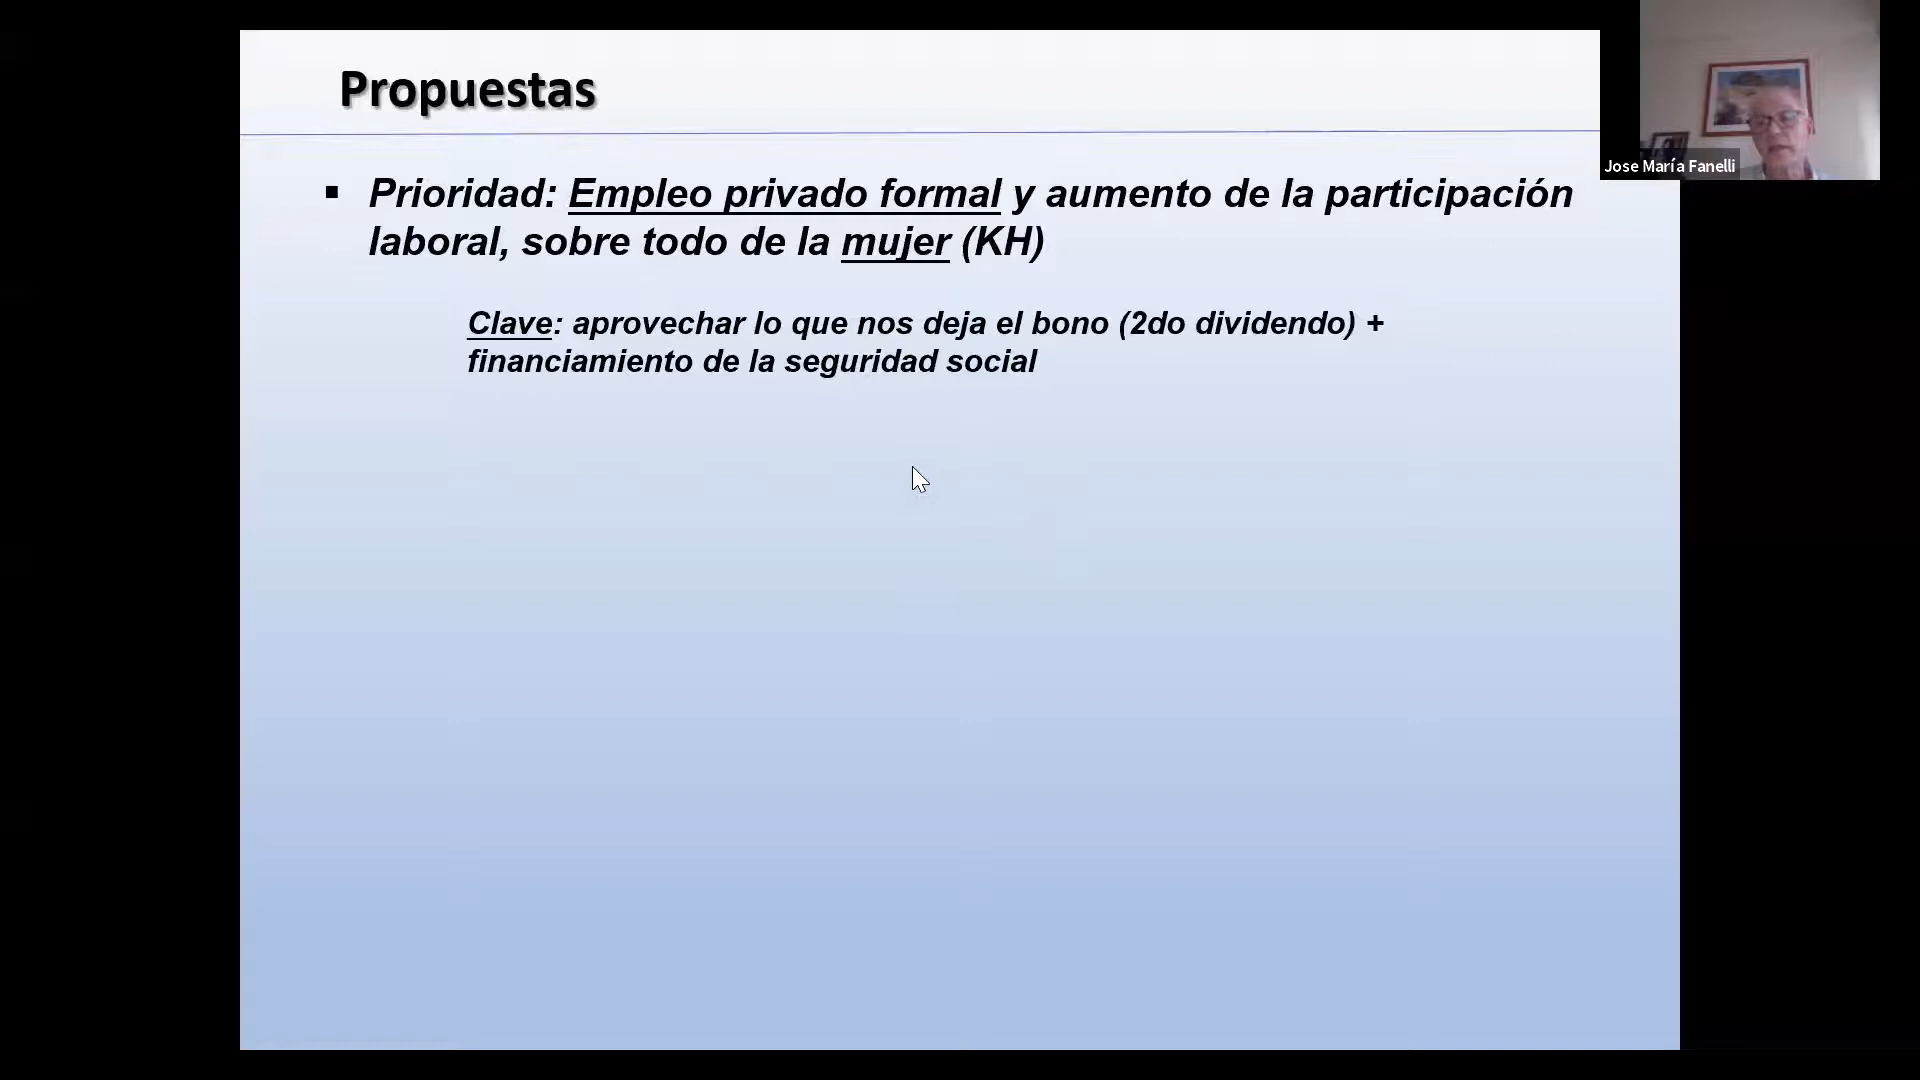 Propuestas
Jose María Fanelli
▪ Prioridad: Empleo privado formal y aumento de la participación
laboral, sobre todo de la mujer (KH)
Clave: aprovechar lo que nos deja el bono (2do dividendo) +
financiamiento de la seguridad social